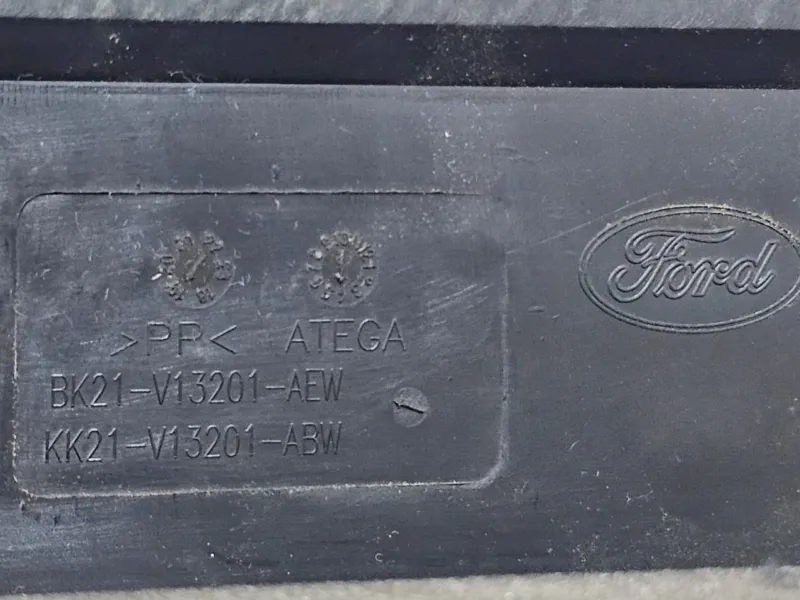 Ford
>PP< ATEGA
BK21-V13201-AEW
KK21-V13201-ABW